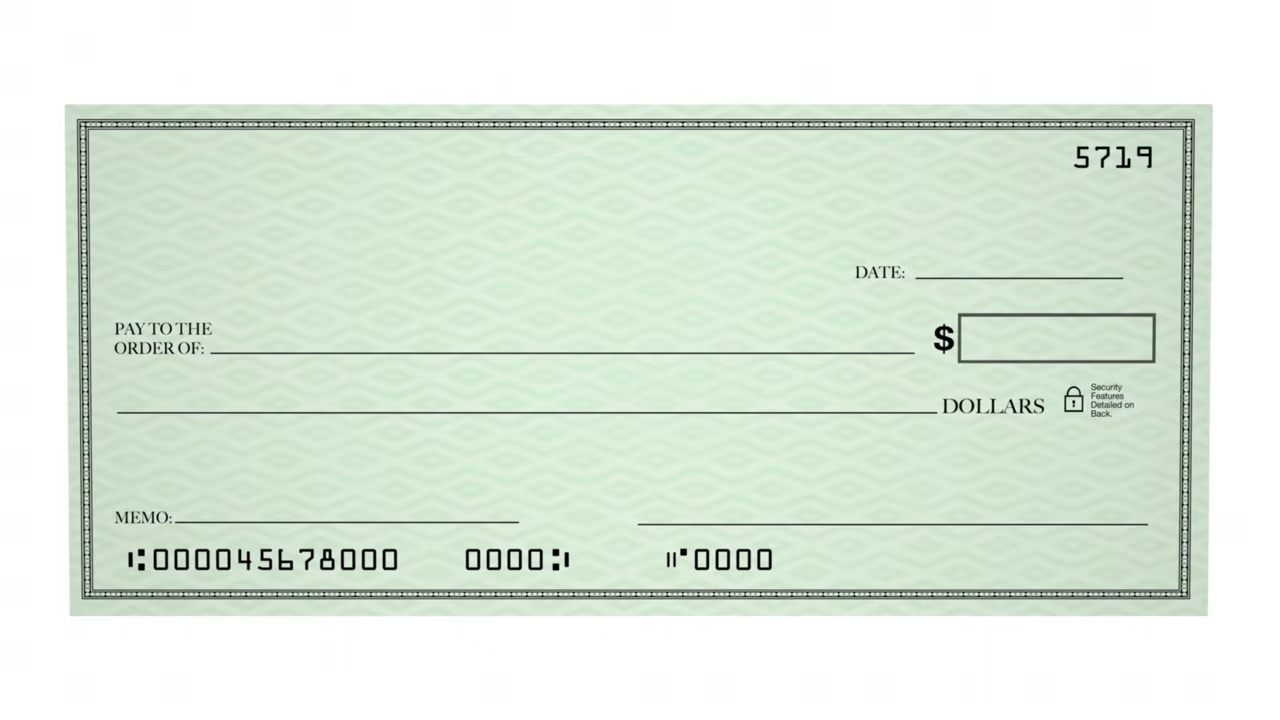 5719
DATE:
PAY TO THE
ORDER OF:
$
DOLLARS
Security
Features
Detailed on
Back.
MEMO:
⑆000045678000 0000⑆ ⑈0000